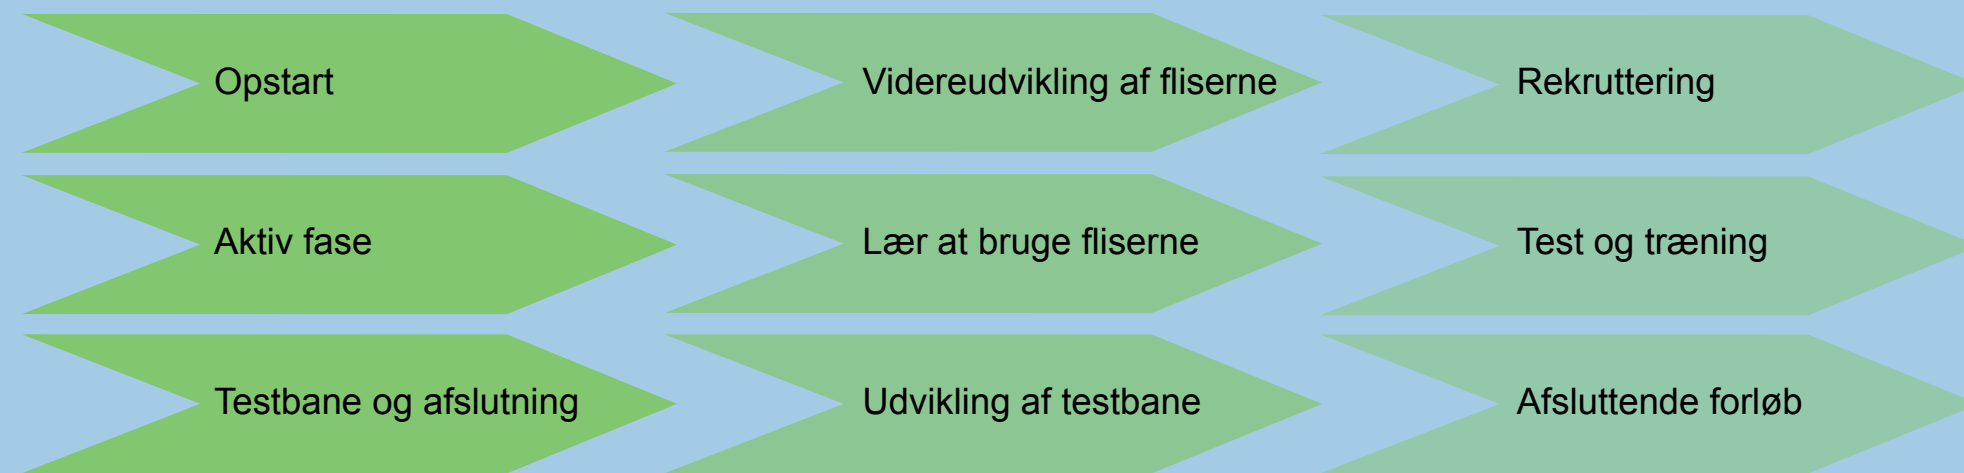 Opstart
Videreudvikling af fliserne
Rekruttering
Aktiv fase
Lær at bruge fliserne
Test og træning
Testbane og afslutning
Udvikling af testbane
Afsluttende forløb